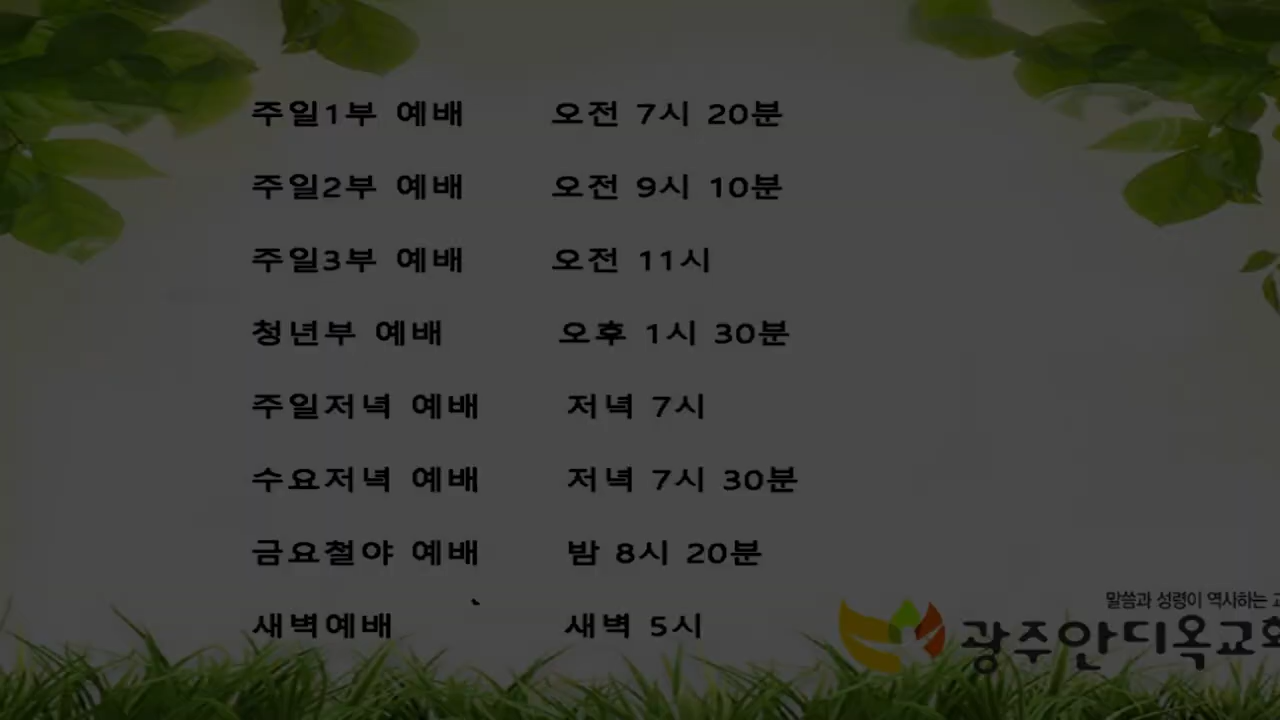 주일1부 예배 오전 7시 20분
주일2부 예배 오전 9시 10분
주일3부 예배 오전 11시
청년부 예배 오후 1시 30분
주일저녁 예배 저녁 7시
수요저녁 예배 저녁 7시 30분
금요철야 예배 밤 8시 20분
새벽예배 새벽 5시
말씀과 성령이 역사하는
광주안디옥교회